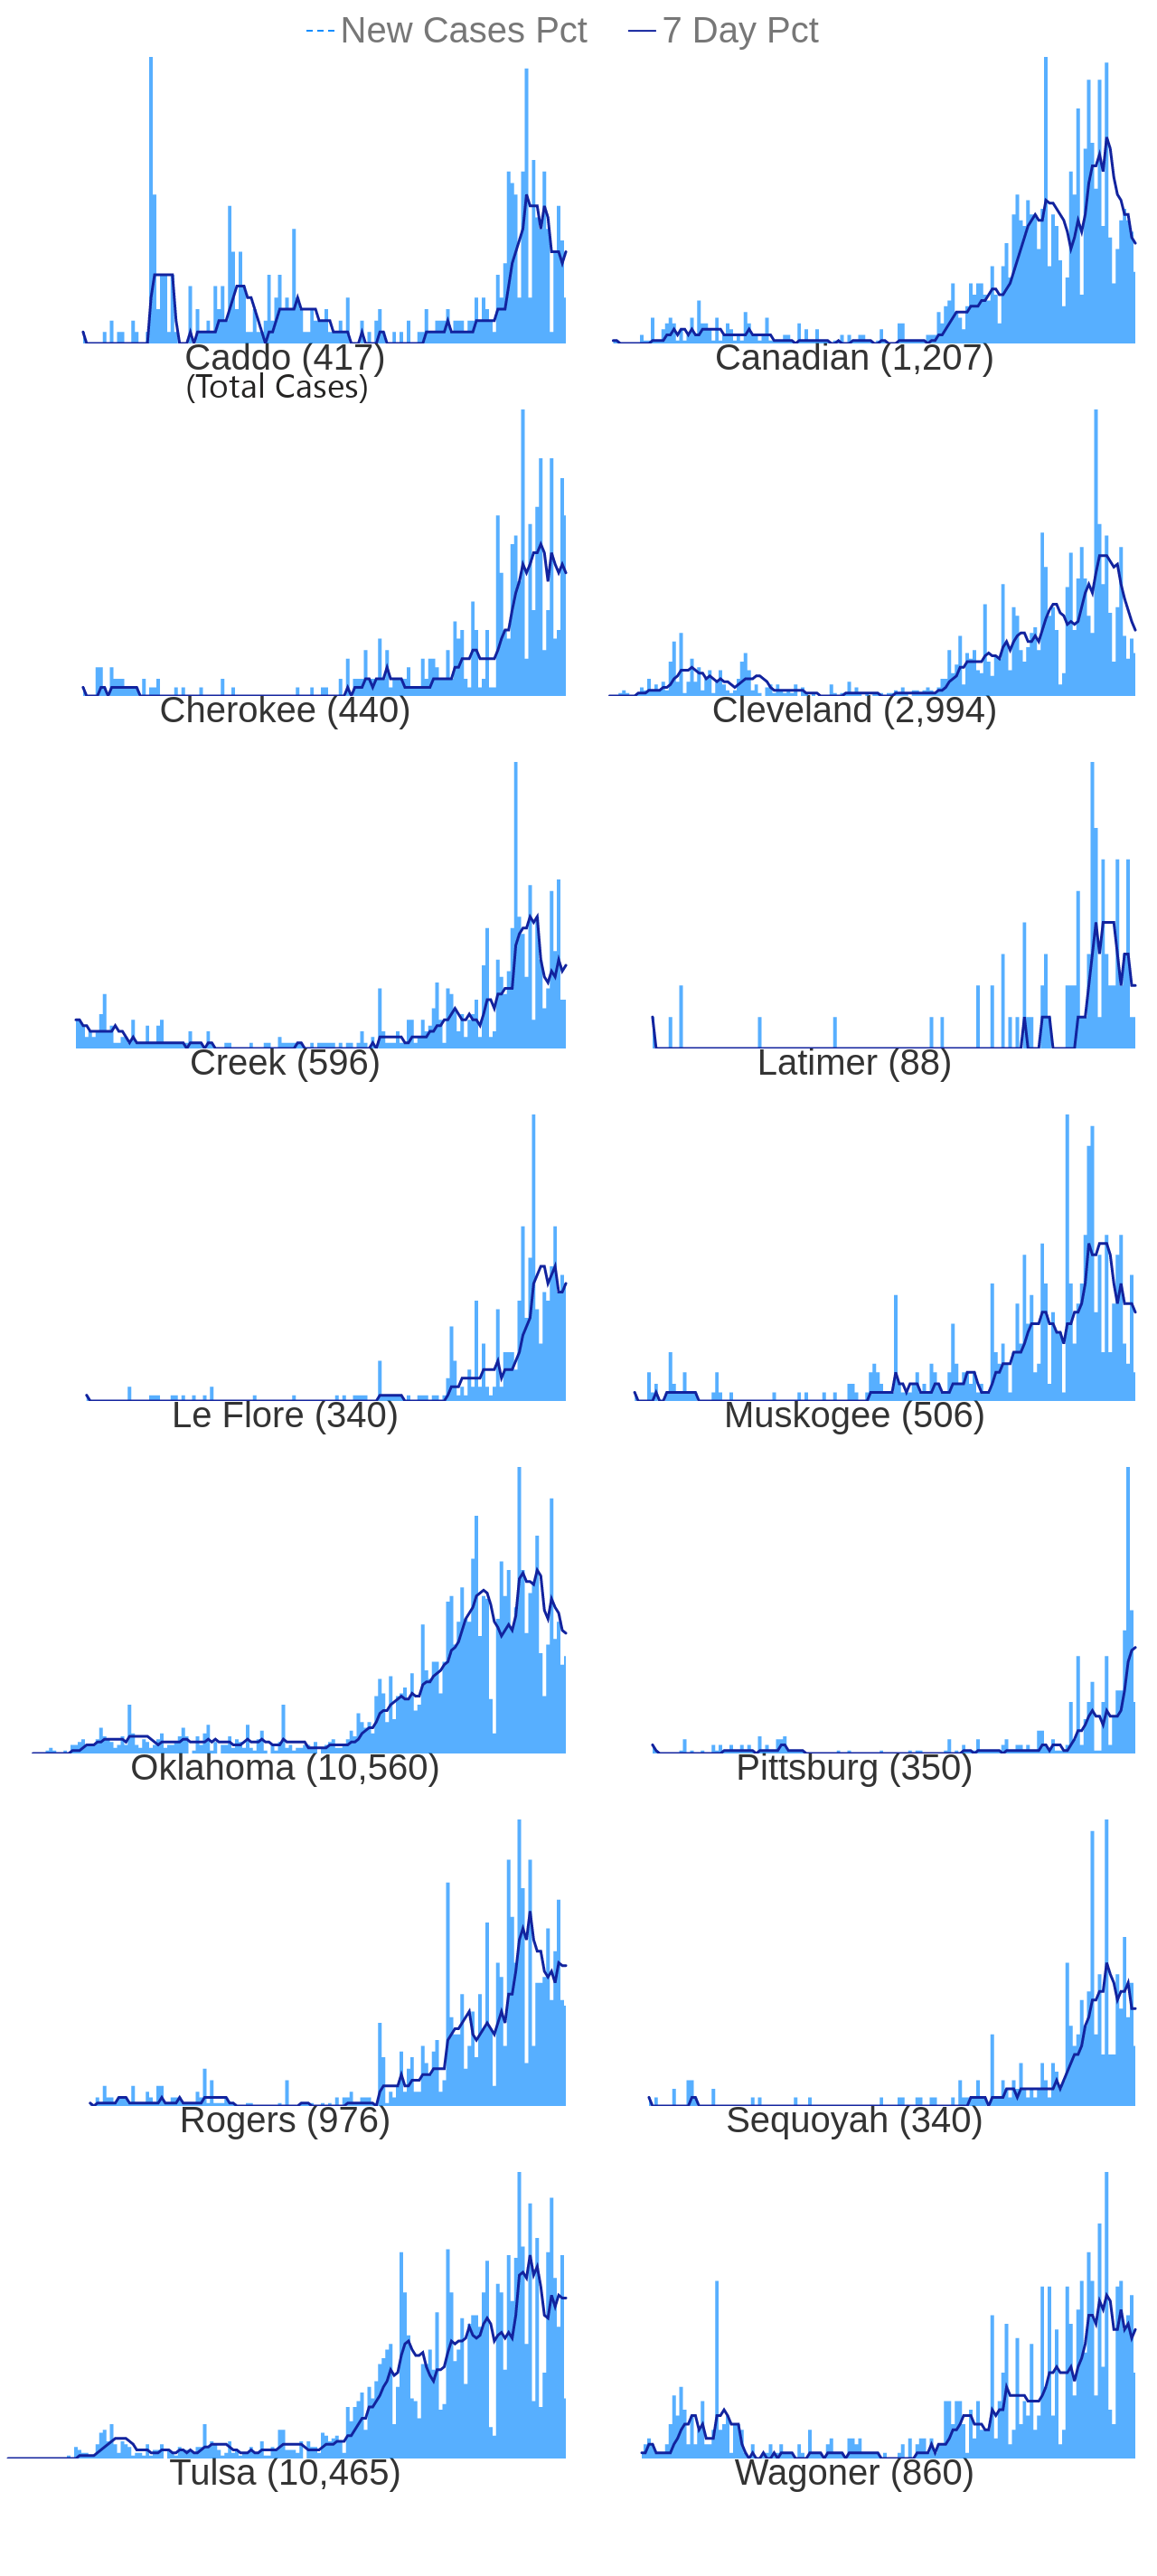 New Cases Pct 7 Day Pct
Caddo (417) Canadian (1,207)
(Total Cases)
Cherokee (440) Cleveland (2,994)
Creek (596) Latimer (88)
Le Flore (340) Muskogee (506)
Oklahoma (10,560) Pittsburg (350)
Rogers (976) Sequoyah (340)
Tulsa (10,465) Wagoner (860)